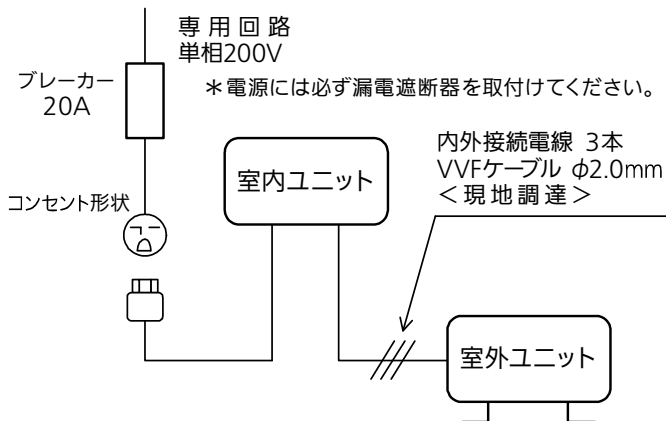 専用回路
単相200V
＊電源には必ず漏電遮断器を取付けてください。
ブレーカー
20A
コンセント形状
室内ユニット
内外接続電線 3本
VVFケーブル φ2.0mm
＜現地調達＞
室外ユニット